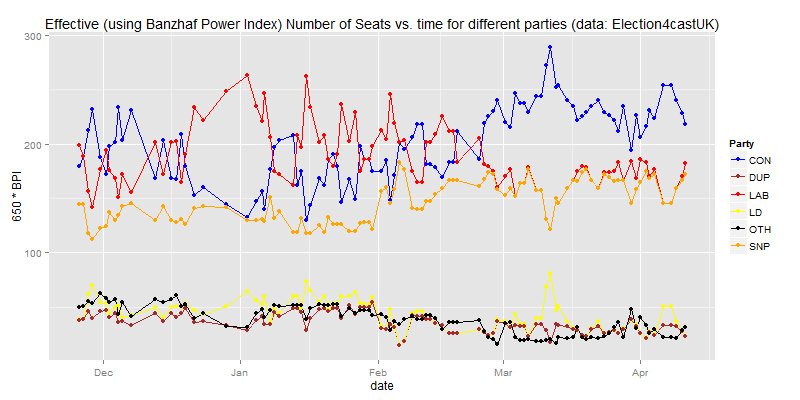 Effective (using Banzhaf Power Index) Number of Seats vs. time for different parties (data: Election4castUK)
300
200
100
650 * BPI
Dec Jan Feb Mar Apr
date
Party
CON
DUP
LAB
LD
OTH
SNP